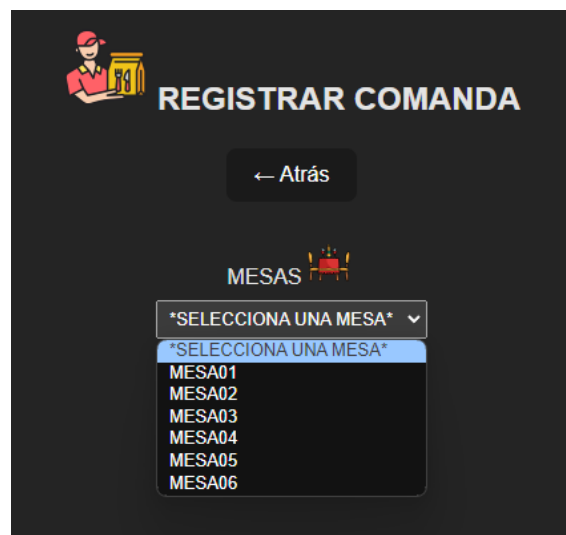 REGISTRAR COMANDA
← Atrás
MESAS
*SELECCIONA UNA MESA*
*SELECCIONA UNA MESA*
MESA01
MESA02
MESA03
MESA04
MESA05
MESA06